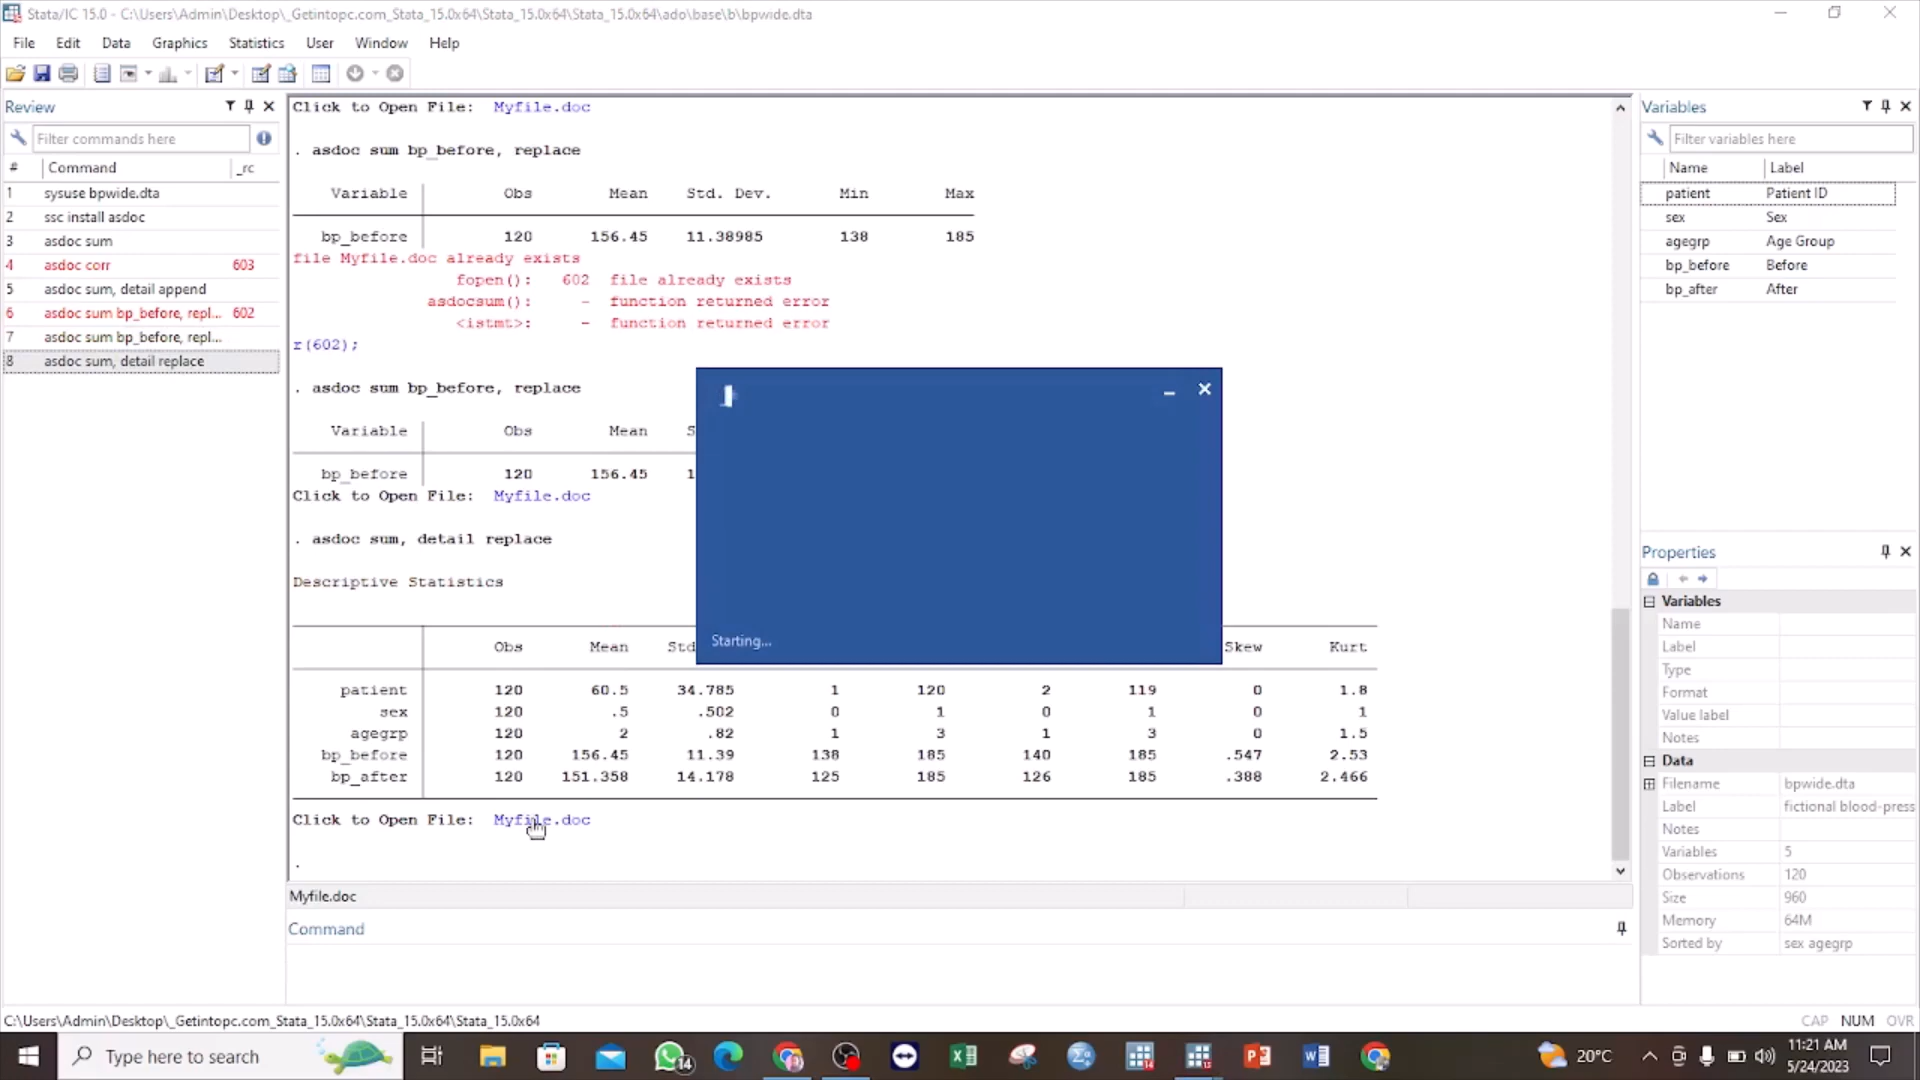 Stata/IC 15.0 - C:\Users\Admin\Desktop\_Getintopc.com_Stata_15.0x64\Stata_15.0x64\Stata_15.0x64\ado\base\b\bpwide.dta
File Edit Data Graphics Statistics User Window Help
Review
Filter commands here
# Command _rc
1 sysuse bpwide.dta
2 ssc install asdoc
3 asdoc sum
4 asdoc corr 603
5 asdoc sum, detail append
6 asdoc sum bp_before, repl... 602
7 asdoc sum bp_before, repl...
8 asdoc sum, detail replace
Click to Open File: Myfile.doc
. asdoc sum bp_before, replace
Variable Obs Mean Std. Dev. Min Max
bp_before 120 156.45 11.38985 138 185
file Myfile.doc already exists
fopen(): 602 file already exists
asdocsum(): - function returned error
<istmt>: - function returned error
r(602);
. asdoc sum bp_before, replace
Variable Obs Mean S
bp_before 120 156.45 1
Click to Open File: Myfile.doc
. asdoc sum, detail replace
Descriptive Statistics
Obs Mean Std Skew Kurt
patient 120 60.5 34.785 1 120 2 119 0 1.8
sex 120 .5 .502 0 1 0 1 0 1
agegrp 120 2 .82 1 3 1 3 0 1.5
bp_before 120 156.45 11.39 138 185 140 185 .547 2.53
bp_after 120 151.358 14.178 125 185 126 185 .388 2.466
Click to Open File: Myfile.doc
.
Starting...
Myfile.doc
Command
Variables
Filter variables here
Name Label
patient Patient ID
sex Sex
agegrp Age Group
bp_before Before
bp_after After
Properties
Variables
Name
Label
Type
Format
Value label
Notes
Data
Filename bpwide.dta
Label fictional blood-press
Notes
Variables 5
Observations 120
Size 960
Memory 64M
Sorted by sex agegrp
C:\Users\Admin\Desktop\_Getintopc.com_Stata_15.0x64\Stata_15.0x64\Stata_15.0x64
CAP NUM OVR
Type here to search
14
20°C
11:21 AM
5/24/2023